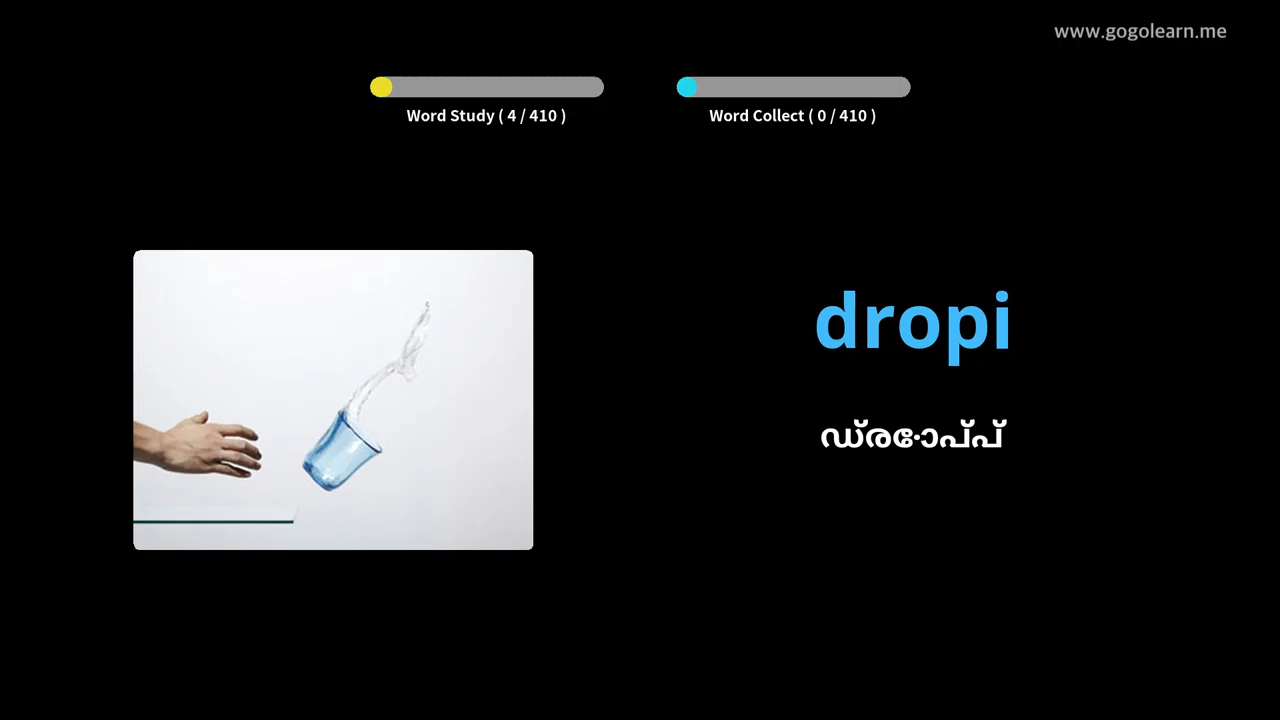 www.gogolearn.me
Word Study ( 4 / 410 )
Word Collect ( 0 / 410 )
dropi
ഡ്രോപ്പ്